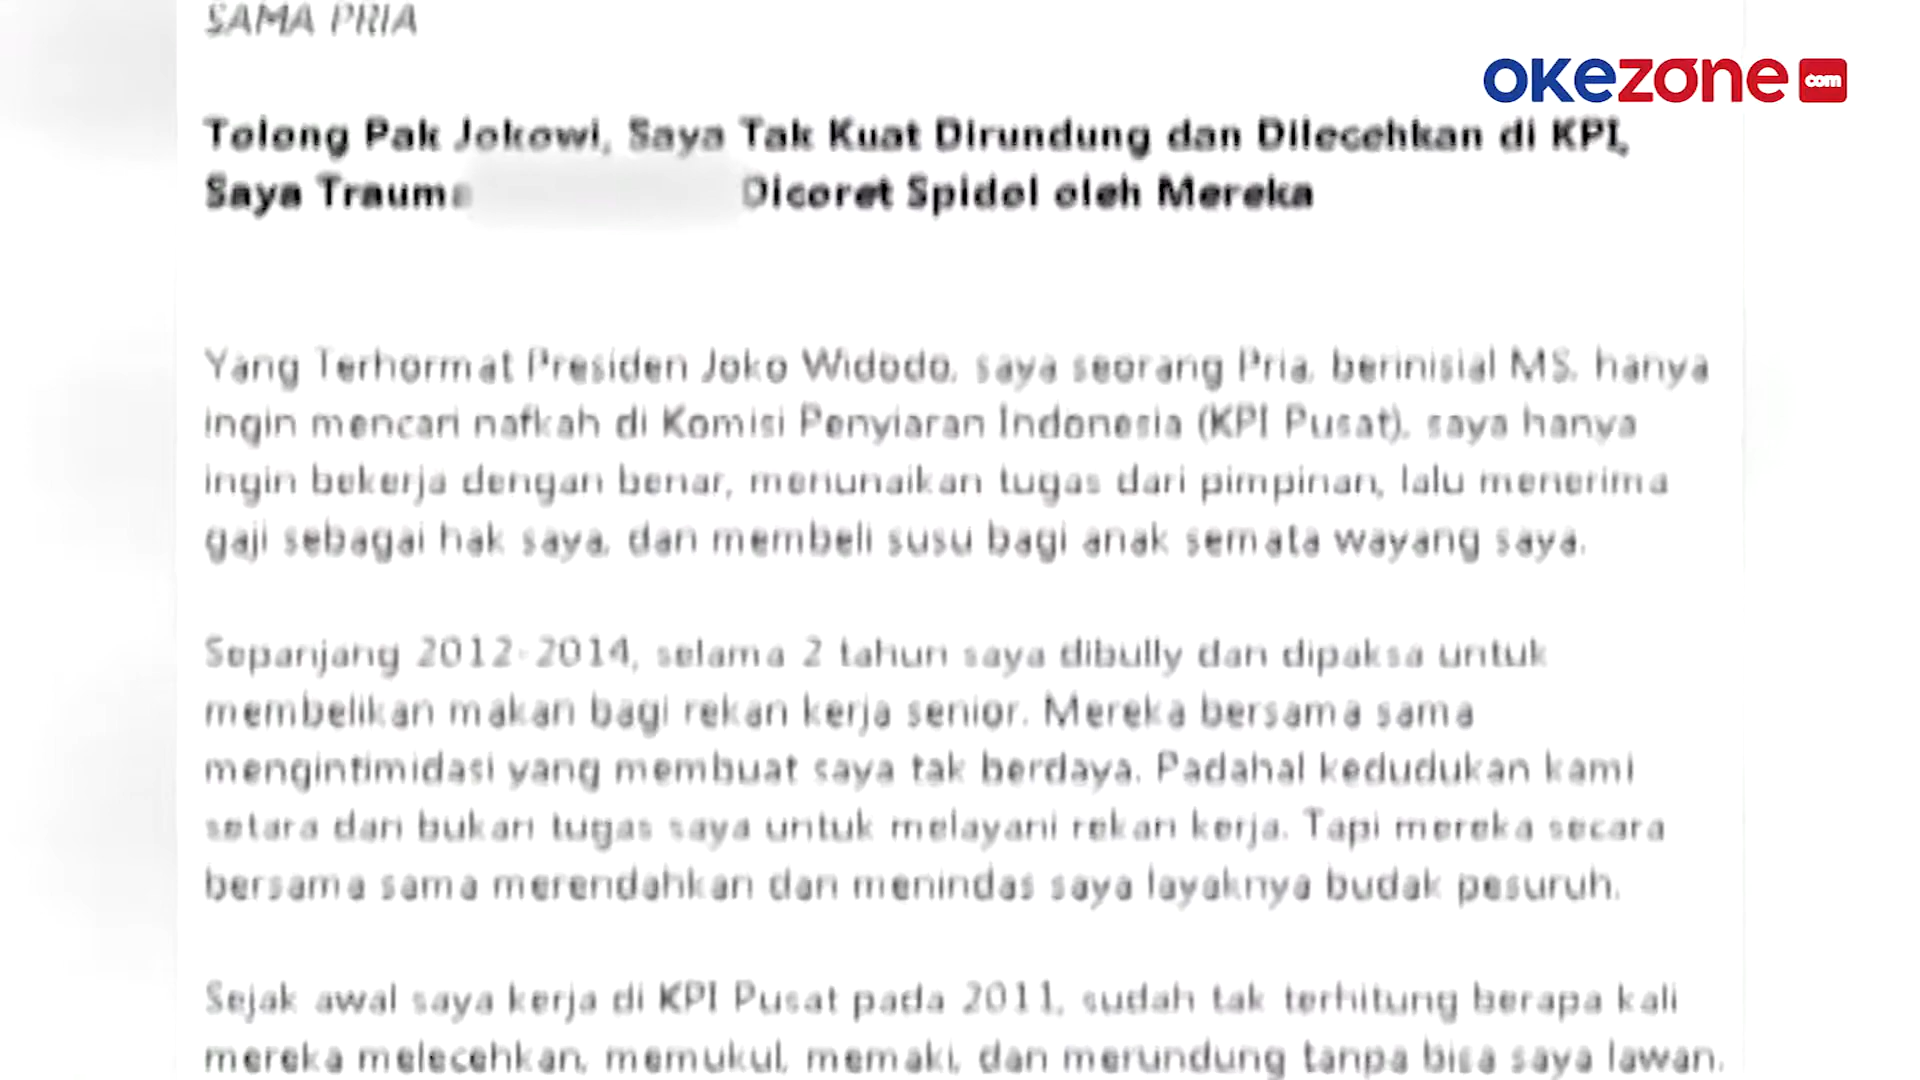 SAMA PRIA
OKEZONE com
Tolong Pak Jokowi, Saya Tak Kuat Dirundung dan Dilecehkan di KPI,
Saya Trauma Dicoret Spidol oleh Mereka
Yang Terhormat Presiden Joko Widodo, saya seorang Pria, berinisial MS, hanya
ingin mencari nafkah di Komisi Penyiaran Indonesia (KPI Pusat), saya hanya
ingin bekerja dengan benar, menunaikan tugas dari pimpinan, lalu menerima
gaji sebagai hak saya, dan membeli susu bagi anak semata wayang saya.
Sepanjang 2012-2014, selama 2 tahun saya dibully dan dipaksa untuk
membelikan makan bagi rekan kerja senior. Mereka bersama sama
mengintimidasi yang membuat saya tak berdaya. Padahal kedudukan kami
setara dan bukan tugas saya untuk melayani rekan kerja. Tapi mereka secara
bersama sama merendahkan dan menindas saya layaknya budak pesuruh.
Sejak awal saya kerja di KPI Pusat pada 2011, sudah tak terhitung berapa kali
mereka melecehkan, memukul, memaki, dan merundung tanpa bisa saya lawan.